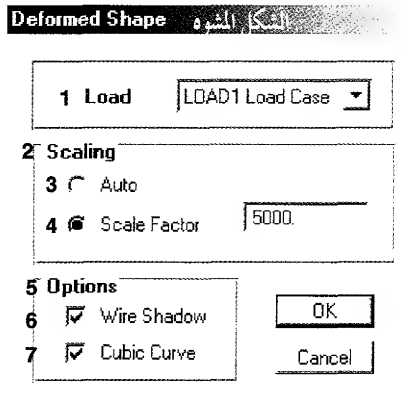 Deformed Shape الشكل المشوه
1 Load LOAD1 Load Case
2 Scaling
3 Auto
4 Scale Factor 5000.
5 Options
6 Wire Shadow
7 Cubic Curve
OK
Cancel